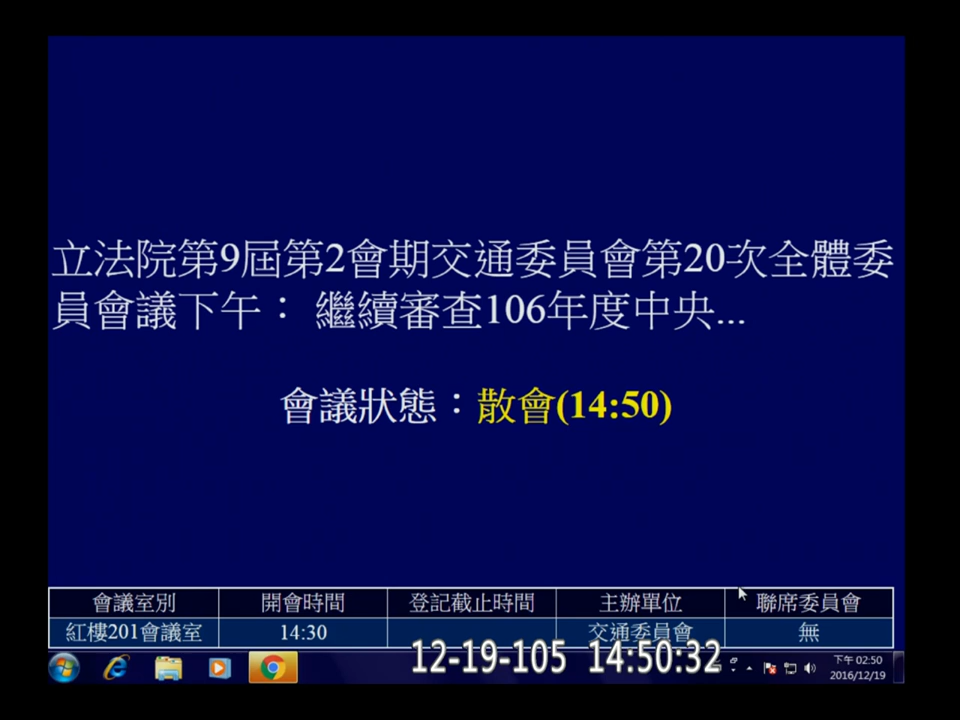 立法院第9屆第2會期交通委員會第20次全體委
員會議下午： 繼續審查106年度中央...
會議狀態：散會(14:50)
會議室別 開會時間 登記截止時間 主辦單位 聯席委員會
紅樓201會議室 14:30 交通委員會 無
12-19-105 14:50:32
下午 02:50
2016/12/19